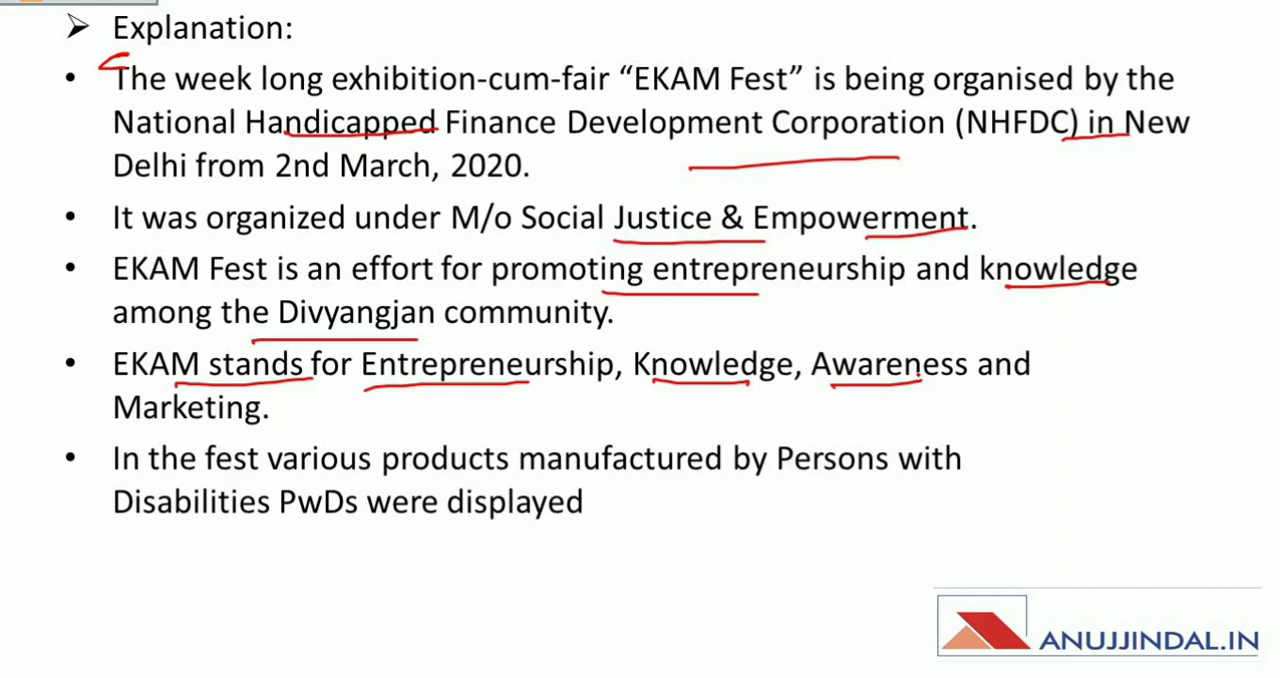 Explanation:
The week long exhibition-cum-fair “EKAM Fest” is being organised by the
National Handicapped Finance Development Corporation (NHFDC) in New
Delhi from 2nd March, 2020.
It was organized under M/o Social Justice & Empowerment.
EKAM Fest is an effort for promoting entrepreneurship and knowledge
among the Divyangjan community.
EKAM stands for Entrepreneurship, Knowledge, Awareness and
Marketing.
In the fest various products manufactured by Persons with
Disabilities PwDs were displayed
ANUJJINDAL.IN